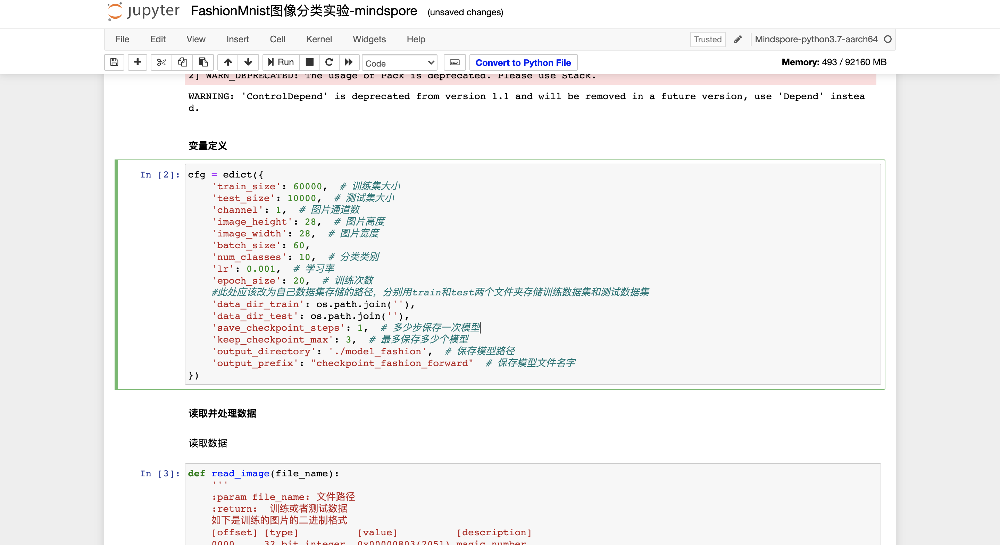 jupyter FashionMnist图像分类实验-mindspore (unsaved changes)
File Edit View Insert Cell Kernel Widgets Help Trusted Mindspore-python3.7-aarch64
Run Code Convert to Python File Memory: 493 / 92160 MB
2] WARN_DEPRECATED: The usage of Pack is deprecated. Please use Stack.
WARNING: 'ControlDepend' is deprecated from version 1.1 and will be removed in a future version, use 'Depend' instea
d.
变量定义
In [2]: cfg = edict({
'train_size': 60000,  # 训练集大小
'test_size': 10000,  # 测试集大小
'channel': 1,  # 图片通道数
'image_height': 28,  # 图片高度
'image_width': 28,  # 图片宽度
'batch_size': 60,
'num_classes': 10,  # 分类类别
'lr': 0.001,  # 学习率
'epoch_size': 20,  # 训练次数
#此处应该改为自己数据集存储的路径，分别用train和test两个文件夹存储训练数据集和测试数据集
'data_dir_train': os.path.join(''),
'data_dir_test': os.path.join(''),
'save_checkpoint_steps': 1,  # 多少步保存一次模型
'keep_checkpoint_max': 3,  # 最多保存多少个模型
'output_directory': './model_fashion',  # 保存模型路径
'output_prefix': "checkpoint_fashion_forward"  # 保存模型文件名字
})
读取并处理数据
读取数据
In [3]: def read_image(file_name):
'''
:param file_name: 文件路径
:return:  训练或者测试数据
如下是训练的图片的二进制格式
[offset] [type]          [value]          [description]
0000     32 bit integer  0x00000803(2051) magic number